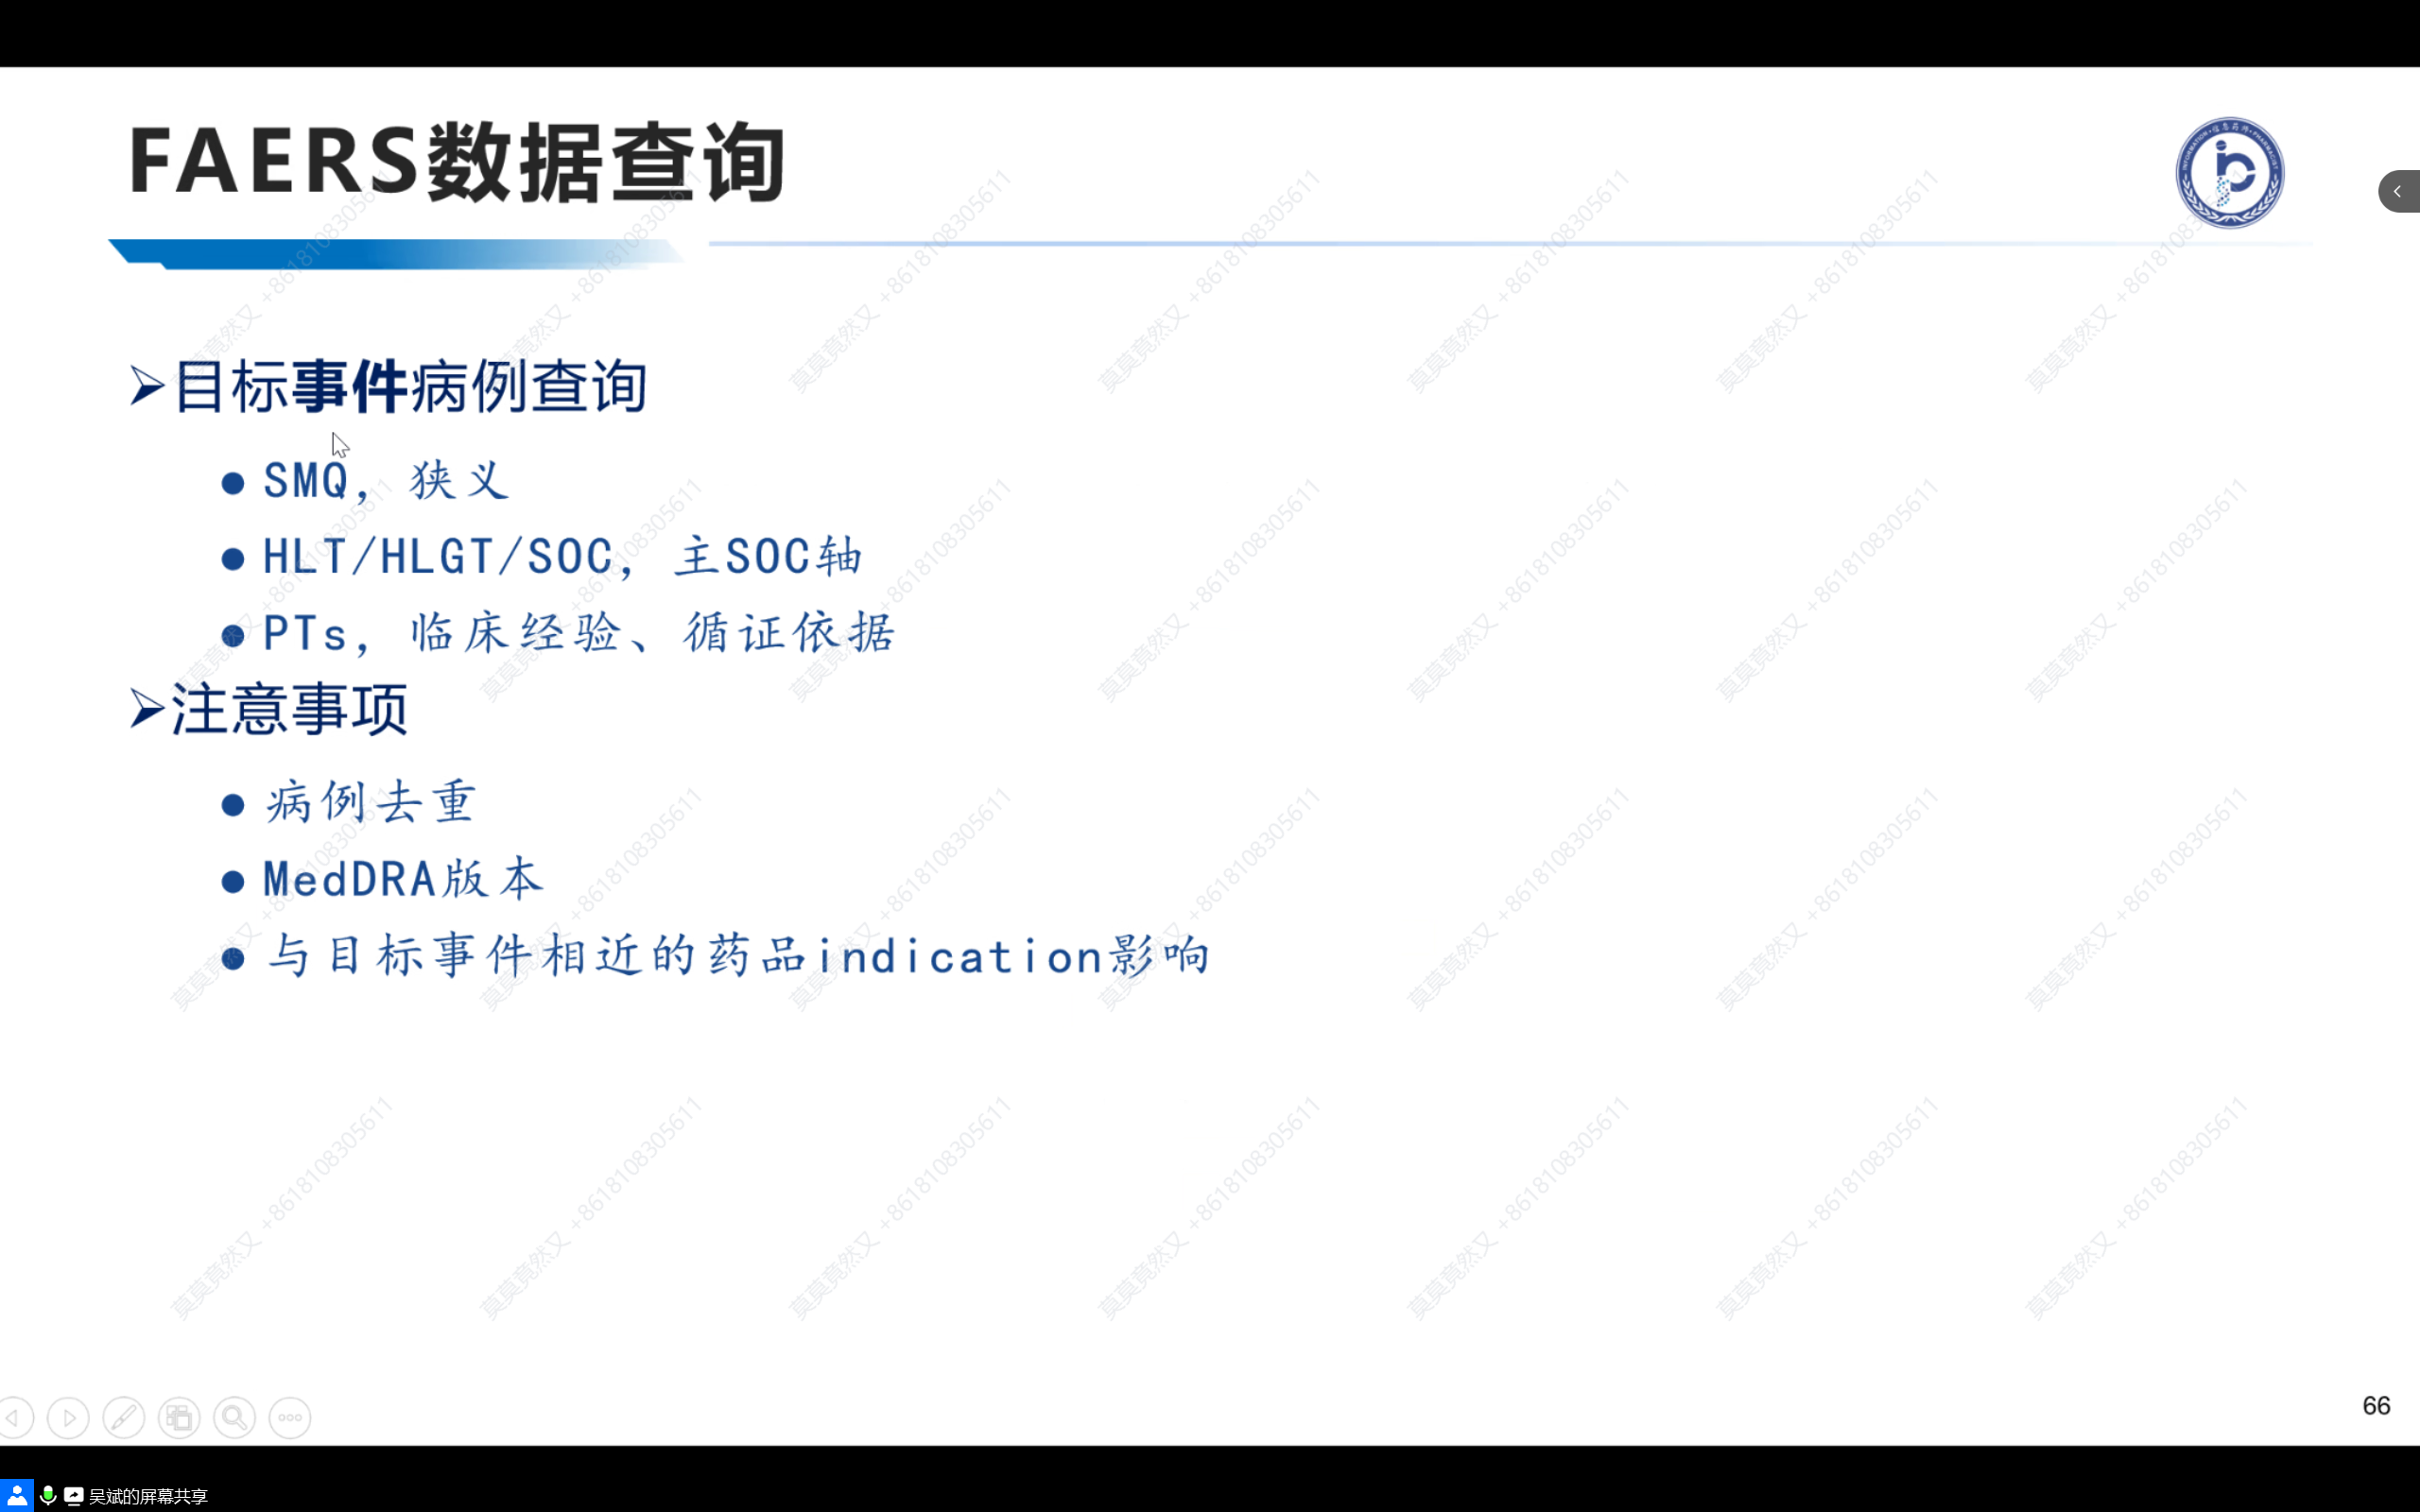 FAERS数据查询
目标事件病例查询
SMQ，狭义
HLT/HLGT/SOC，主SOC轴
PTs，临床经验、循证依据
注意事项
病例去重
MedDRA版本
与目标事件相近的药品indication影响
66
吴斌的屏幕共享
莫莫竟然又 +8618108305611